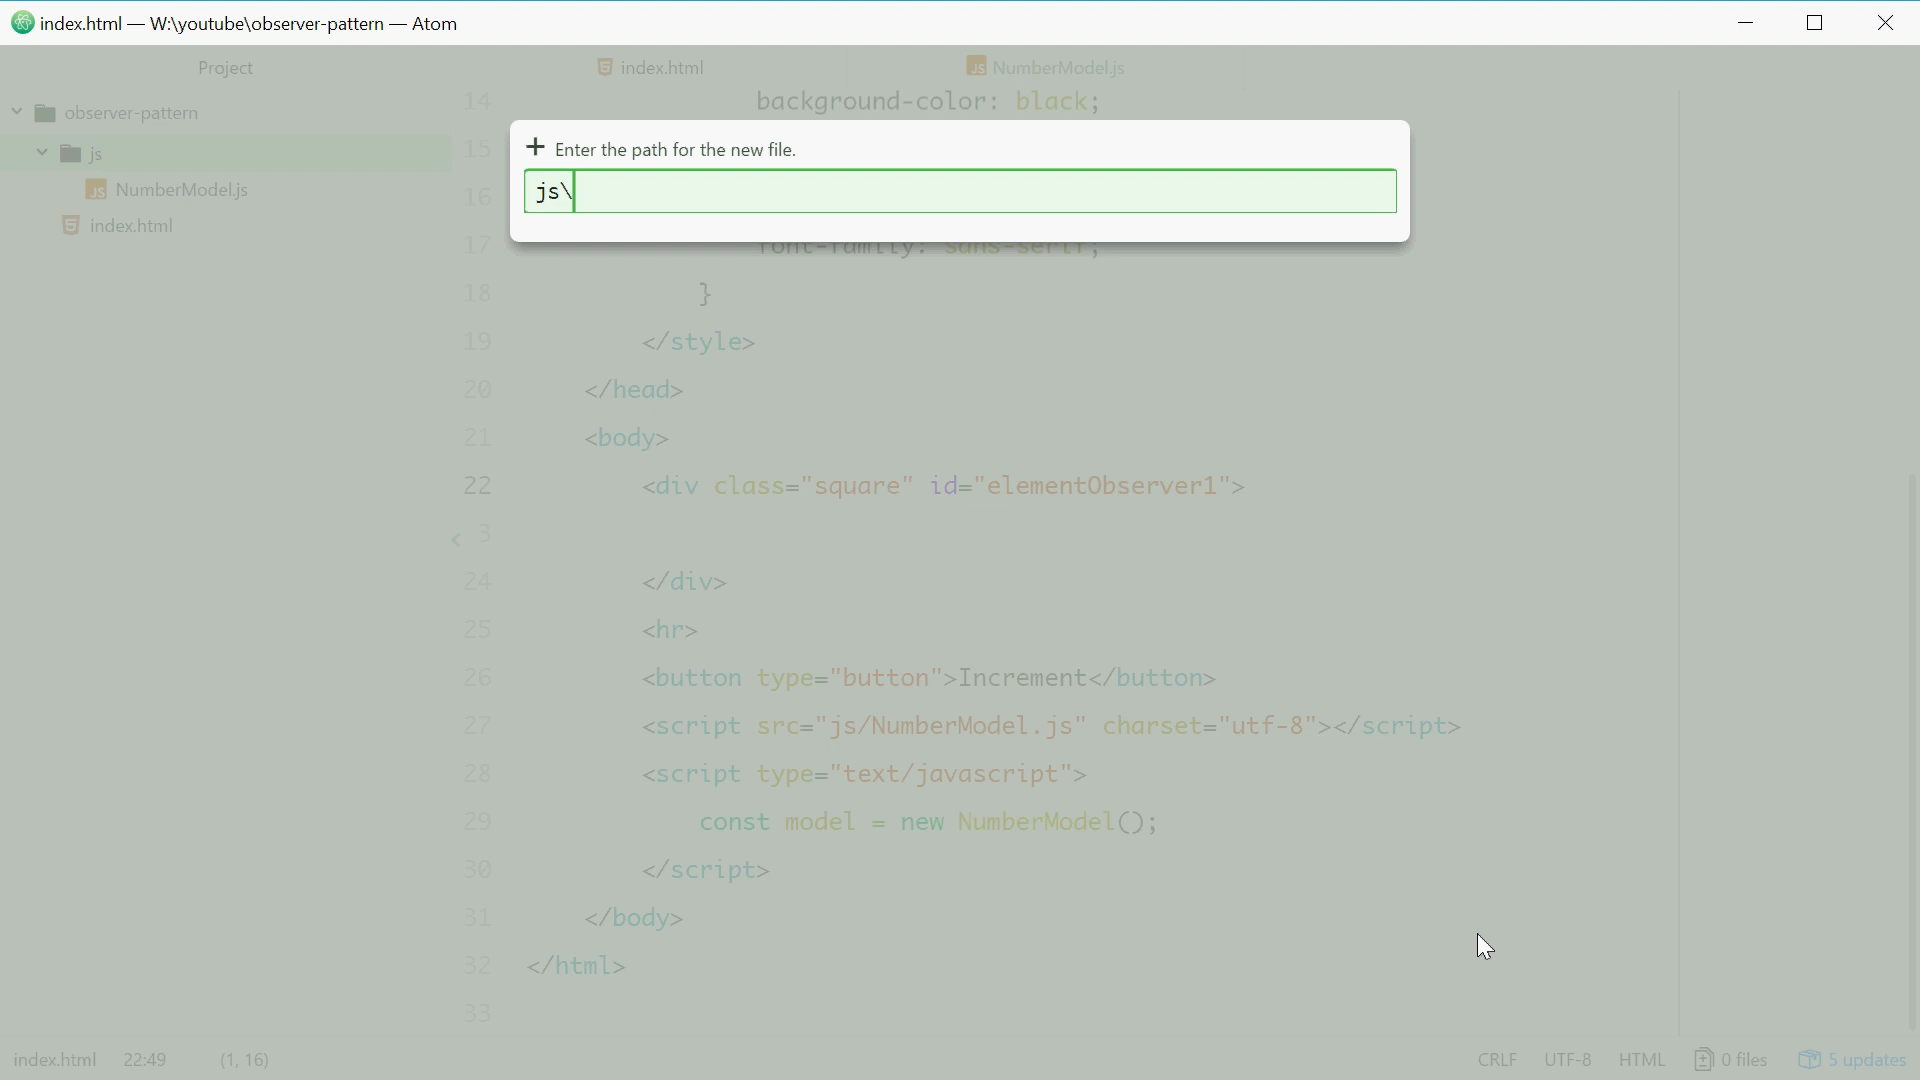 index.html — W:\youtube\observer-pattern — Atom
Project
index.html
NumberModel.js
observer-pattern
js
NumberModel.js
index.html
14 background-color: black;
15
Enter the path for the new file.
js\
16
17 font-family: sans-serif;
18 }
19 </style>
20 </head>
21 <body>
22 <div class="square" id="elementObserver1">
3
24 </div>
25 <hr>
26 <button type="button">Increment</button>
27 <script src="js/NumberModel.js" charset="utf-8"></script>
28 <script type="text/javascript">
29 const model = new NumberModel();
30 </script>
31 </body>
32 </html>
33
index.html 22:49 (1, 16) CRLF UTF-8 HTML 0 files 5 updates